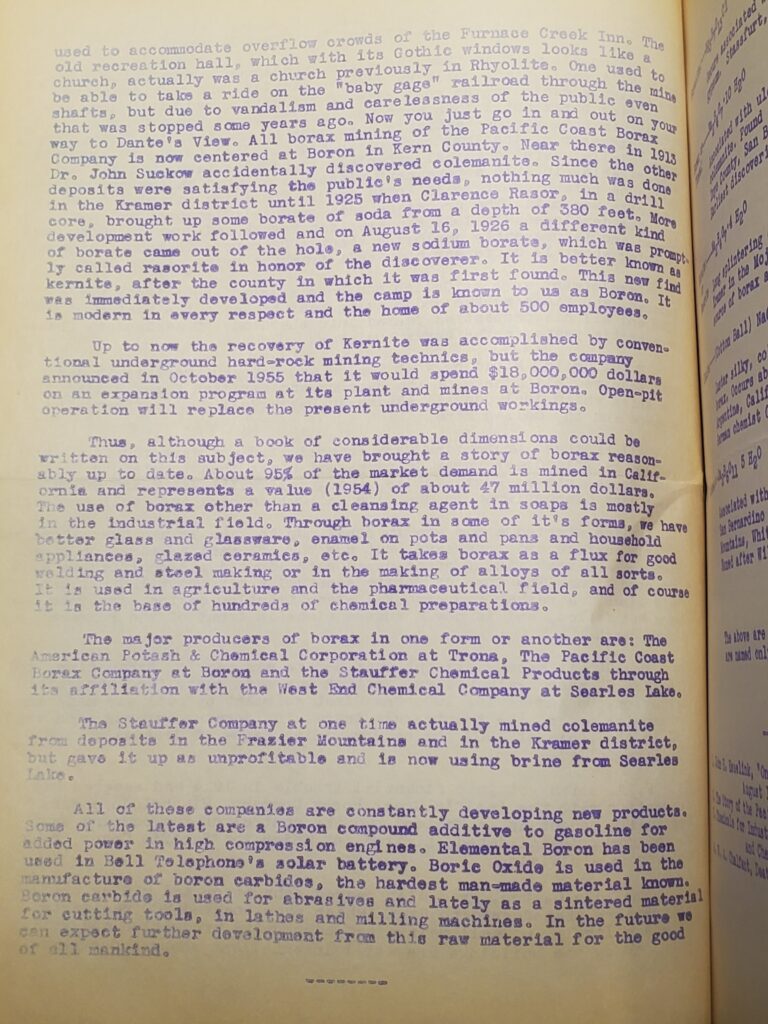 used to accommodate overflow crowds of the Furnace Creek Inn. The
old recreation hall, which with its Gothic windows looks like a
church, actually was a church previously in Rhyolite. One used to
be able to take a ride on the "baby gage" railroad through the mine
shafts, but due to vandalism and carelessness of the public even
that was stopped some years ago. Now you just go in and out on your
way to Dante's View. All borax mining of the Pacific Coast Borax
Company is now centered at Boron in Kern County. Near there in 1913
Dr. John Suckow accidentally discovered colemanite. Since the other
deposits were satisfying the public's needs, nothing much was done
in the Kramer district until 1925 when Clarence Rasor, in a drill
core, brought up some borate of soda from a depth of 380 feet. More
development work followed and on August 16, 1926 a different kind
of borate came out of the hole, a new sodium borate, which was prompt-
ly called rasorite in honor of the discoverer. It is better known as
kernite, after the county in which it was first found. This new find
was immediately developed and the camp is known to us as Boron. It
is modern in every respect and the home of about 500 employees.
Up to now the recovery of Kernite was accomplished by conven-
tional underground hard-rock mining technics, but the company
announced in October 1955 that it would spend $18,000,000 dollars
on an expansion program at its plant and mines at Boron. Open-pit
operation will replace the present underground workings.
Thus, although a book of considerable dimensions could be
written on this subject, we have brought a story of borax reason-
ably up to date. About 95% of the market demand is mined in Calif-
ornia and represents a value (1954) of about 47 million dollars.
The use of borax other than a cleansing agent in soaps is mostly
in the industrial field. Through borax in some of it's forms, we have
better glass and glassware, enamel on pots and pans and household
appliances, glazed ceramics, etc. It takes borax as a flux for good
welding and steel making or in the making of alloys of all sorts.
It is used in agriculture and the pharmaceutical field, and of course
it is the base of hundreds of chemical preparations.
The major producers of borax in one form or another are: The
American Potash & Chemical Corporation at Trona, The Pacific Coast
Borax Company at Boron and the Stauffer Chemical Products through
its affiliation with the West End Chemical Company at Searles Lake.
The Stauffer Company at one time actually mined colemanite
from deposits in the Frazier Mountains and in the Kramer district,
but gave it up as unprofitable and is now using brine from Searles
Lake.
All of these companies are constantly developing new products.
Some of the latest are a Boron compound additive to gasoline for
added power in high compression engines. Elemental Boron has been
used in Bell Telephone's solar battery. Boric Oxide is used in the
manufacture of boron carbides, the hardest man-made material known.
Boron carbide is used for abrasives and lately as a sintered material
for cutting tools, in lathes and milling machines. In the future we
can expect further development from this raw material for the good
of all mankind.
---------